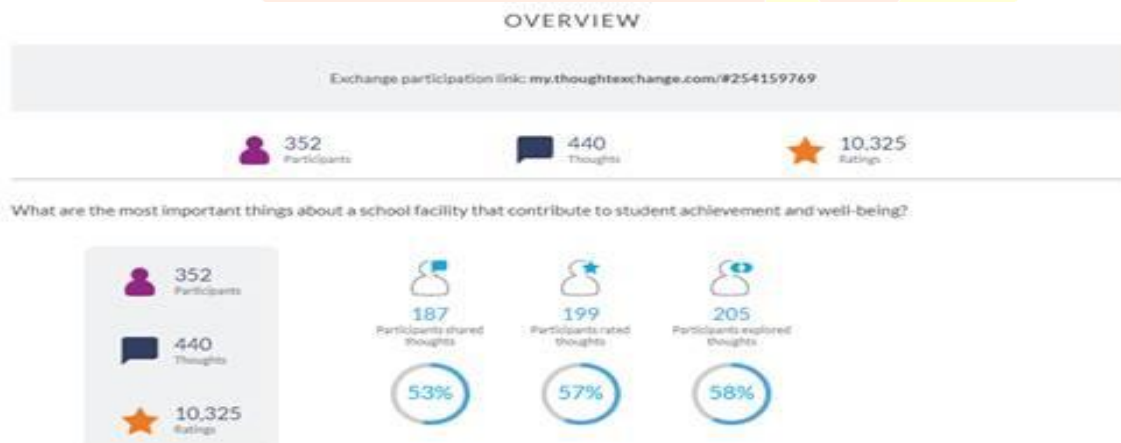 OVERVIEW
Exchange participation link: my.thoughtexchange.com/#254159769
352
Participants
440
Thoughts
10,325
Ratings
What are the most important things about a school facility that contribute to student achievement and well-being?
352
Participants
440
Thoughts
10,325
Ratings
187
Participants shared
thoughts
53%
199
Participants rated
thoughts
57%
205
Participants explored
thoughts
58%